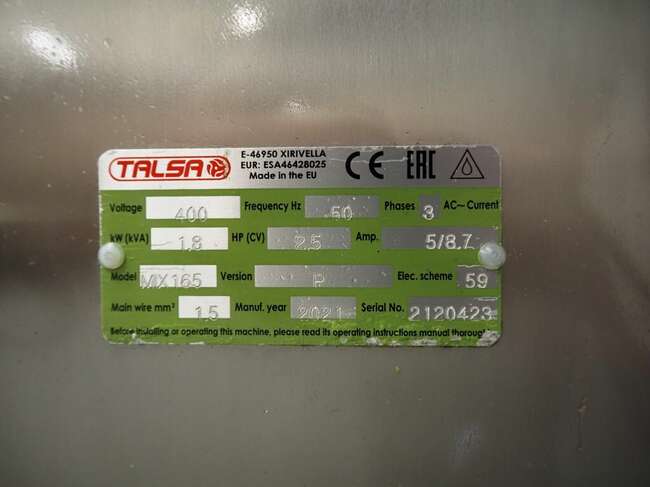 TALSA
E-46950 XIRIVELLA
EUR: ESA46428025
Made in the EU
CE EAC
Voltage 400 Frequency Hz 50 Phases 3 AC~ Current
kW (kVA) 1,8 HP (CV) 2,5 Amp. 5/8.7
Model MX165 Version P Elec. scheme 59
Main wire mm² 1,5 Manuf. year 2021 Serial No. 2120423
Before installing or operating this machine, please read its operating instructions manual thoroughly